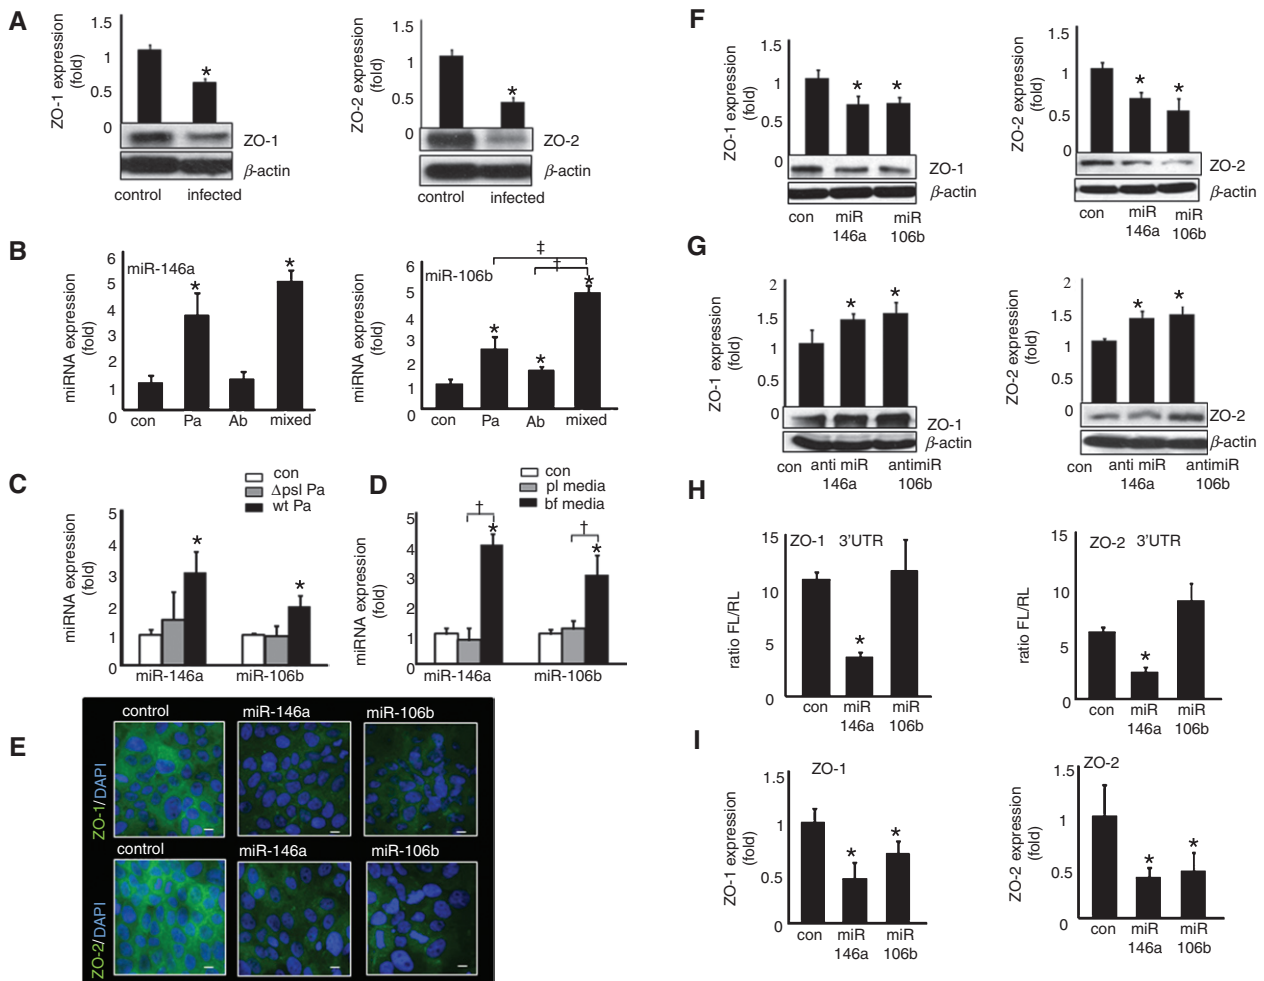 A
ZO-1 expression
(fold)
1.5
1
0.5
0
*
ZO-1
β-actin
control
infected
ZO-2 expression
(fold)
1.5
1
0.5
0
*
ZO-2
β-actin
control
infected
B
miRNA expression
(fold)
6
5
4
3
2
1
0
miR-146a
*
*
con
Pa
Ab
mixed
miRNA expression
(fold)
6
5
4
3
2
1
0
miR-106b
‡
†
*
*
*
con
Pa
Ab
mixed
C
con
Δpsl Pa
wt Pa
miRNA expression
(fold)
5
4
3
2
1
0
*
*
miR-146a
miR-106b
D
con
pl media
bf media
miRNA expression
(fold)
5
4
3
2
1
0
†
*
†
*
miR-146a
miR-106b
E
control
miR-146a
miR-106b
ZO-1/DAPI
control
miR-146a
miR-106b
ZO-2/DAPI
F
ZO-1 expression
(fold)
1.5
1
0.5
0
*
*
ZO-1
β-actin
con
miR
146a
miR
106b
ZO-2 expression
(fold)
1.5
1
0.5
0
*
*
ZO-2
β-actin
con
miR
146a
miR
106b
G
ZO-1 expression
(fold)
2
1.5
1
0.5
0
*
*
ZO-1
β-actin
con
anti miR
146a
antimiR
106b
ZO-2 expression
(fold)
2
1.5
1
0.5
0
*
*
ZO-2
β-actin
con
anti miR
146a
antimiR
106b
H
ratio FL/RL
15
10
5
0
ZO-1 3'UTR
*
con
miR
146a
miR
106b
ratio FL/RL
15
10
5
0
ZO-2 3'UTR
*
con
miR
146a
miR
106b
I
ZO-1 expression
(fold)
1.5
1
0.5
0
ZO-1
*
*
con
miR
146a
miR
106b
ZO-2 expression
(fold)
1.5
1
0.5
0
ZO-2
*
*
con
miR
146a
miR
106b